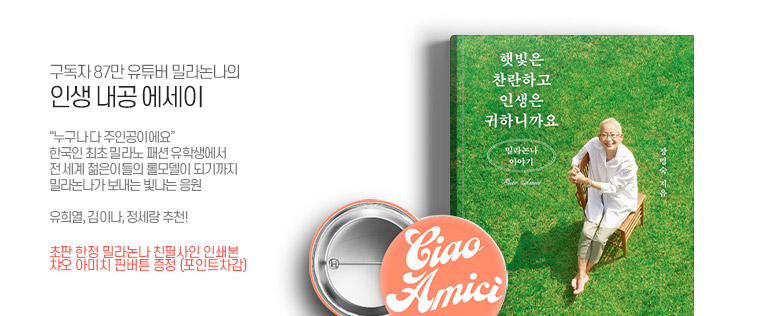 구독자 87만 유튜버 밀라논나의
인생 내공 에세이
“누구나 다 주인공이에요”
한국인 최초 밀라노 패션 유학생에서
전 세계 젊은이들의 롤모델이 되기까지
밀라논나가 보내는 빛나는 응원
유희열, 김이나, 정세랑 추천!
초판 한정 밀라논나 친필사인 인쇄본
챠오 아미치 핀버튼 증정 (포인트차감)
햇빛은
찬란하고
인생은
귀하니까요
밀라논나
이야기
Ciao Amici
장명숙 지음
Ciao
Amici